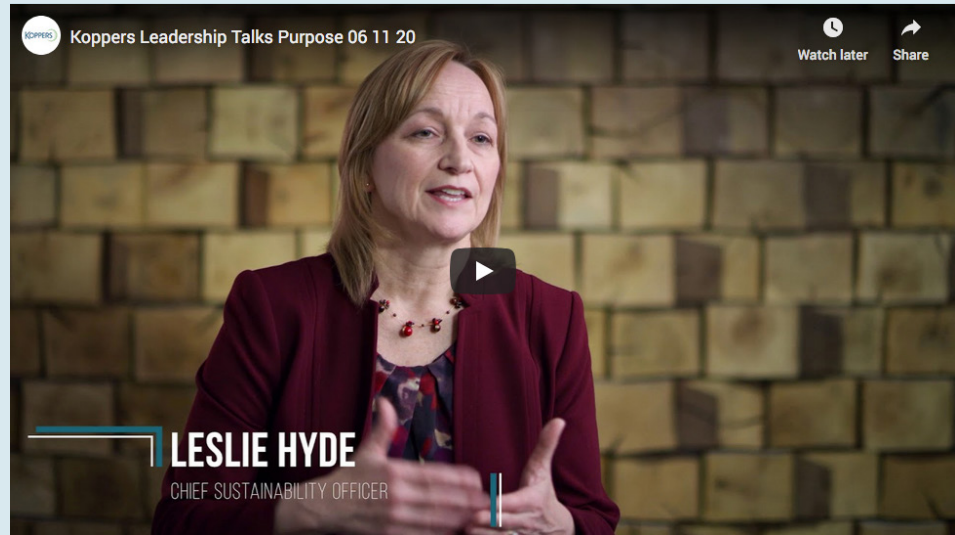 KOPPERS
Koppers Leadership Talks Purpose 06 11 20
Watch later
Share
LESLIE HYDE
CHIEF SUSTAINABILITY OFFICER